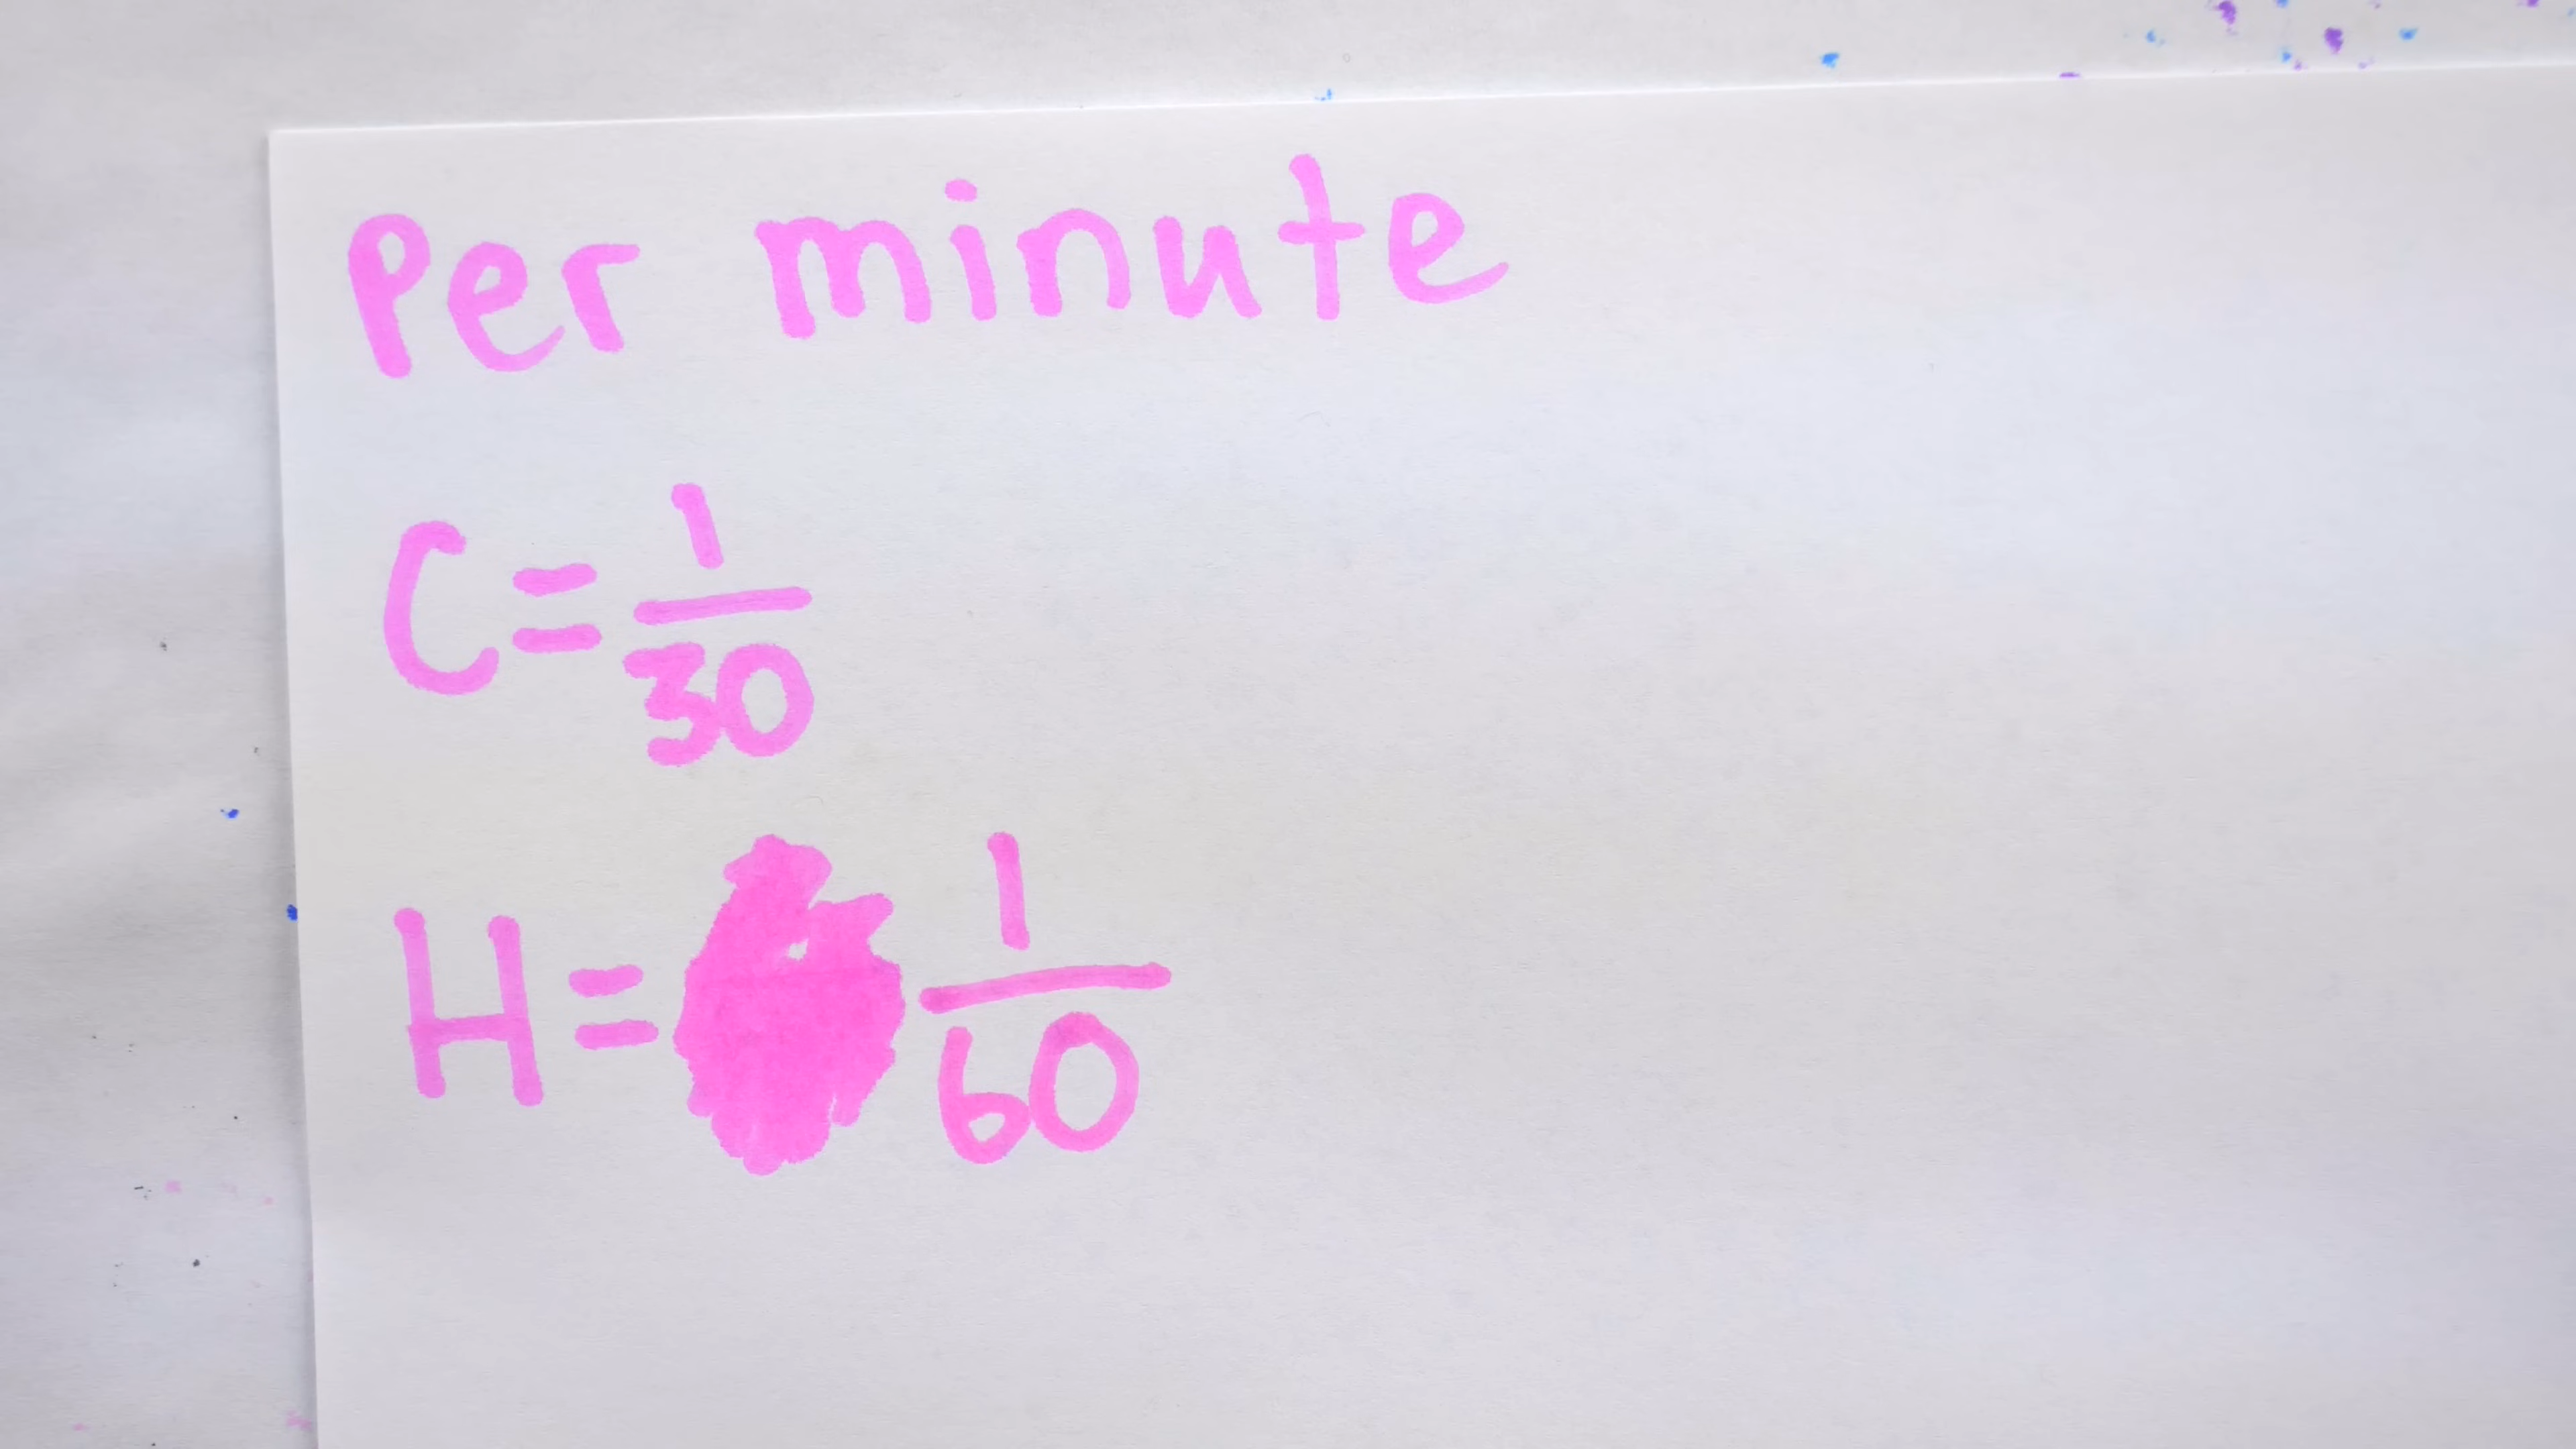 Per minute
C = 1/30
H = 1/60